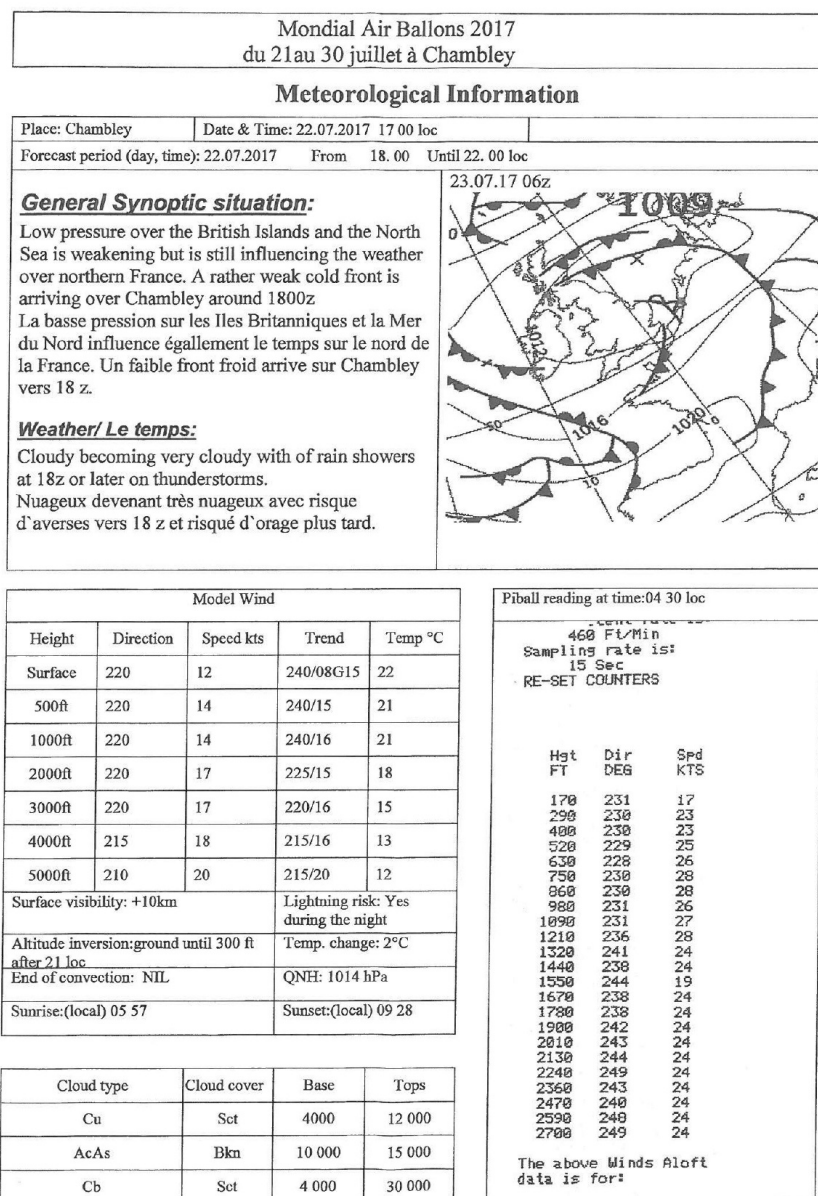 Mondial Air Ballons 2017
du 21au 30 juillet à Chambley
Meteorological Information
Place: Chambley
Date & Time: 22.07.2017 17 00 loc
Forecast period (day, time): 22.07.2017 From 18. 00 Until 22. 00 loc
General Synoptic situation:
Low pressure over the British Islands and the North
Sea is weakening but is still influencing the weather
over northern France. A rather weak cold front is
arriving over Chambley around 1800z
La basse pression sur les Iles Britanniques et la Mer
du Nord influence égallement le temps sur le nord de
la France. Un faible front froid arrive sur Chambley
vers 18 z.
Weather/ Le temps:
Cloudy becoming very cloudy with of rain showers
at 18z or later on thunderstorms.
Nuageux devenant très nuageux avec risque
d`averses vers 18 z et risqué d`orage plus tard.
23.07.17 06z
1009
0
1012
1016
1020
0
50
10
Model Wind
Height Direction Speed kts Trend Temp °C
Surface 220 12 240/08G15 22
500ft 220 14 240/15 21
1000ft 220 14 240/16 21
2000ft 220 17 225/15 18
3000ft 220 17 220/16 15
4000ft 215 18 215/16 13
5000ft 210 20 215/20 12
Surface visibility: +10km
Lightning risk: Yes
during the night
Altitude inversion:ground until 300 ft
after 21 loc
Temp. change: 2°C
End of convection: NIL
QNH: 1014 hPa
Sunrise:(local) 05 57
Sunset:(local) 09 28
Cloud type Cloud cover Base Tops
Cu Sct 4000 12 000
AcAs Bkn 10 000 15 000
Cb Sct 4 000 30 000
Piball reading at time:04 30 loc
460 Ft/Min
Sampling rate is:
15 Sec
RE-SET COUNTERS
Hgt Dir Spd
FT DEG KTS
170 231 17
290 230 23
400 230 23
520 229 25
630 228 26
750 230 28
860 230 28
980 231 26
1090 231 27
1210 236 28
1320 241 24
1440 238 24
1550 244 19
1670 238 24
1780 238 24
1900 242 24
2010 243 24
2130 244 24
2240 249 24
2360 243 24
2470 240 24
2590 248 24
2700 249 24
The above Winds Aloft
data is for: